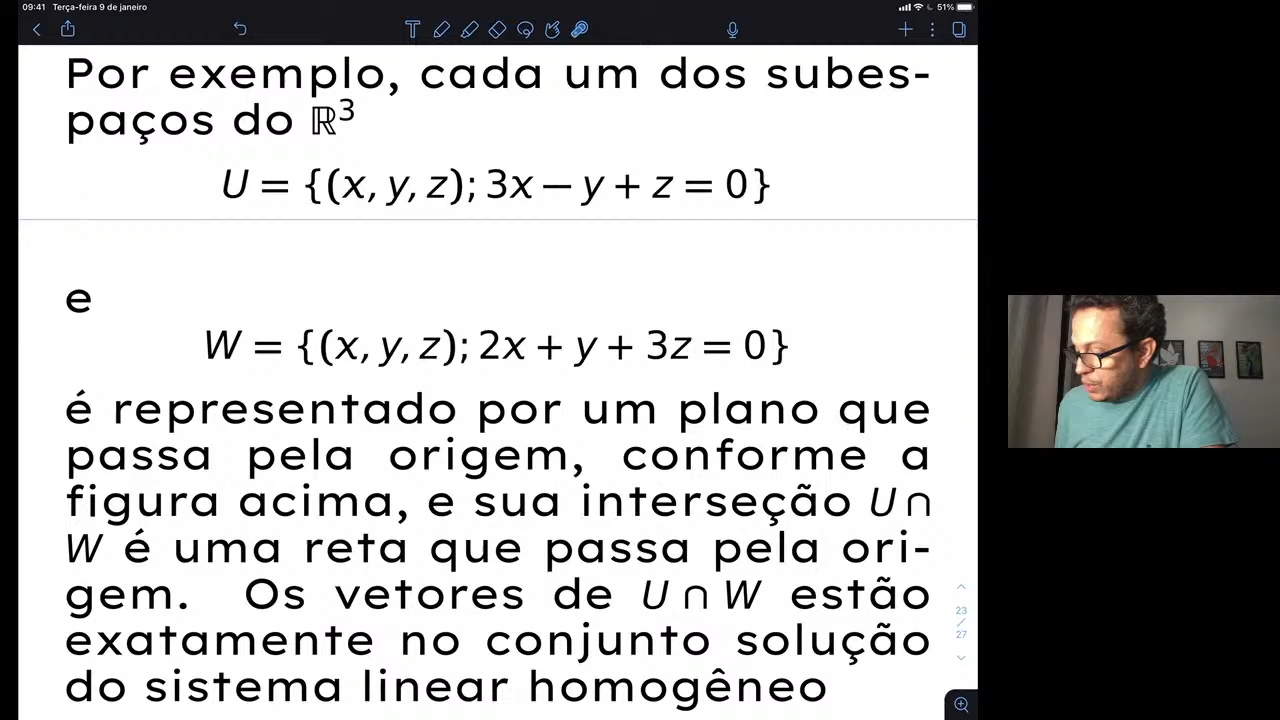 09:41 Terça-feira 9 de janeiro
51%
Por exemplo, cada um dos subes-
paços do ℝ³
U = {(x, y, z); 3x − y + z = 0}
e
W = {(x, y, z); 2x + y + 3z = 0}
é representado por um plano que
passa pela origem, conforme a
figura acima, e sua interseção U ∩
W é uma reta que passa pela ori-
gem. Os vetores de U ∩ W estão
exatamente no conjunto solução
do sistema linear homogêneo
23
/
27